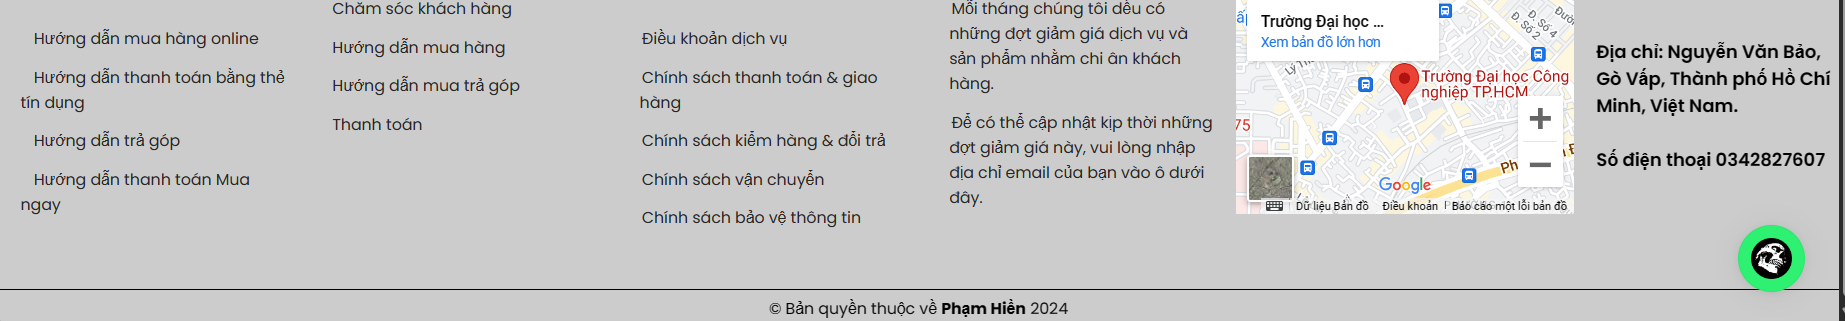 Hướng dẫn mua hàng online
Hướng dẫn thanh toán bằng thẻ
tín dụng
Hướng dẫn trả góp
Hướng dẫn thanh toán Mua
ngay
Chăm sóc khách hàng
Hướng dẫn mua hàng
Hướng dẫn mua trả góp
Thanh toán
Điều khoản dịch vụ
Chính sách thanh toán & giao
hàng
Chính sách kiểm hàng & đổi trả
Chính sách vận chuyển
Chính sách bảo vệ thông tin
Mỗi tháng chúng tôi đều có
những đợt giảm giá dịch vụ và
sản phẩm nhằm chi ân khách
hàng.
Để có thể cập nhật kịp thời những
đợt giảm giá này, vui lòng nhập
địa chỉ email của bạn vào ô dưới
đây.
Trường Đại học ...
Xem bản đồ lớn hơn
Đ. Số 4
Đ. Số 2
Trường Đại học Công
nghiệp TP.HCM
75
Google
Dữ liệu Bản đồ
Điều khoản
Báo cáo một lỗi bản đồ
Địa chỉ: Nguyễn Văn Bảo,
Gò Vấp, Thành phố Hồ Chí
Minh, Việt Nam.
Số điện thoại 0342827607
© Bản quyền thuộc về Phạm Hiền 2024